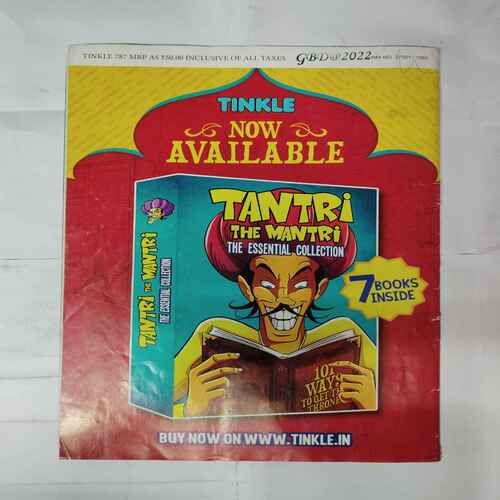 TINKLE 787 MRP AS ₹50.00 INCLUSIVE OF ALL TAXES
2022
TINKLE
NOW
AVAILABLE
TANTRI
THE MANTRI
THE ESSENTIAL COLLECTION
TANTRI THE MANTRI
THE ESSENTIAL COLLECTION
7 BOOKS
INSIDE
101
WAYS
TO GET THE
THRONE
BUY NOW ON WWW.TINKLE.IN